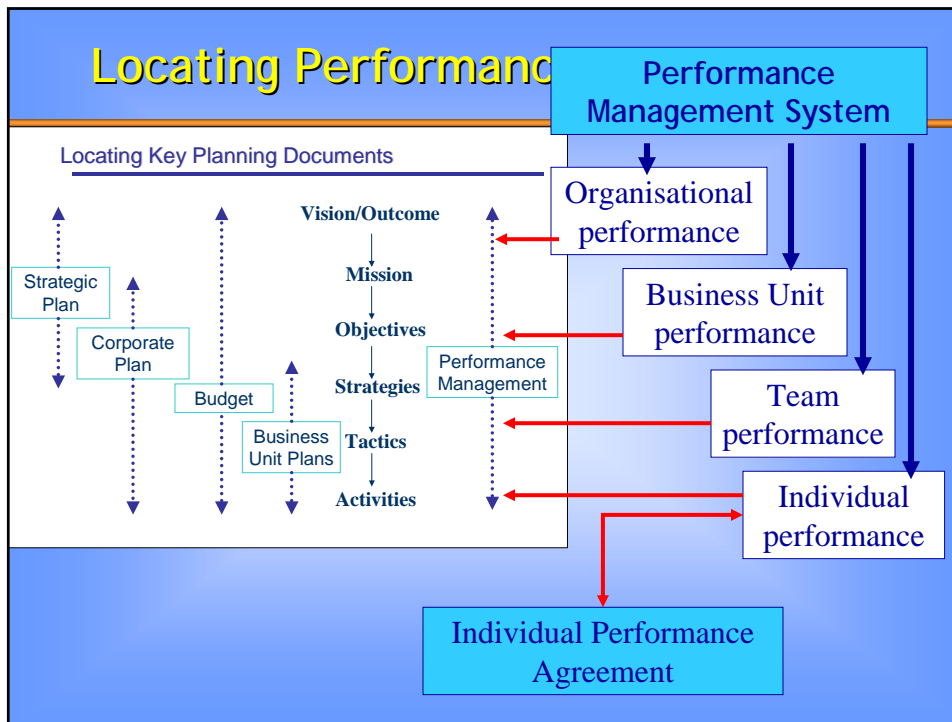 Locating Performanc
Performance
Management System
Locating Key Planning Documents
Vision/Outcome
Mission
Objectives
Strategies
Tactics
Activities
Strategic
Plan
Corporate
Plan
Budget
Business
Unit Plans
Performance
Management
Organisational
performance
Business Unit
performance
Team
performance
Individual
performance
Individual Performance
Agreement